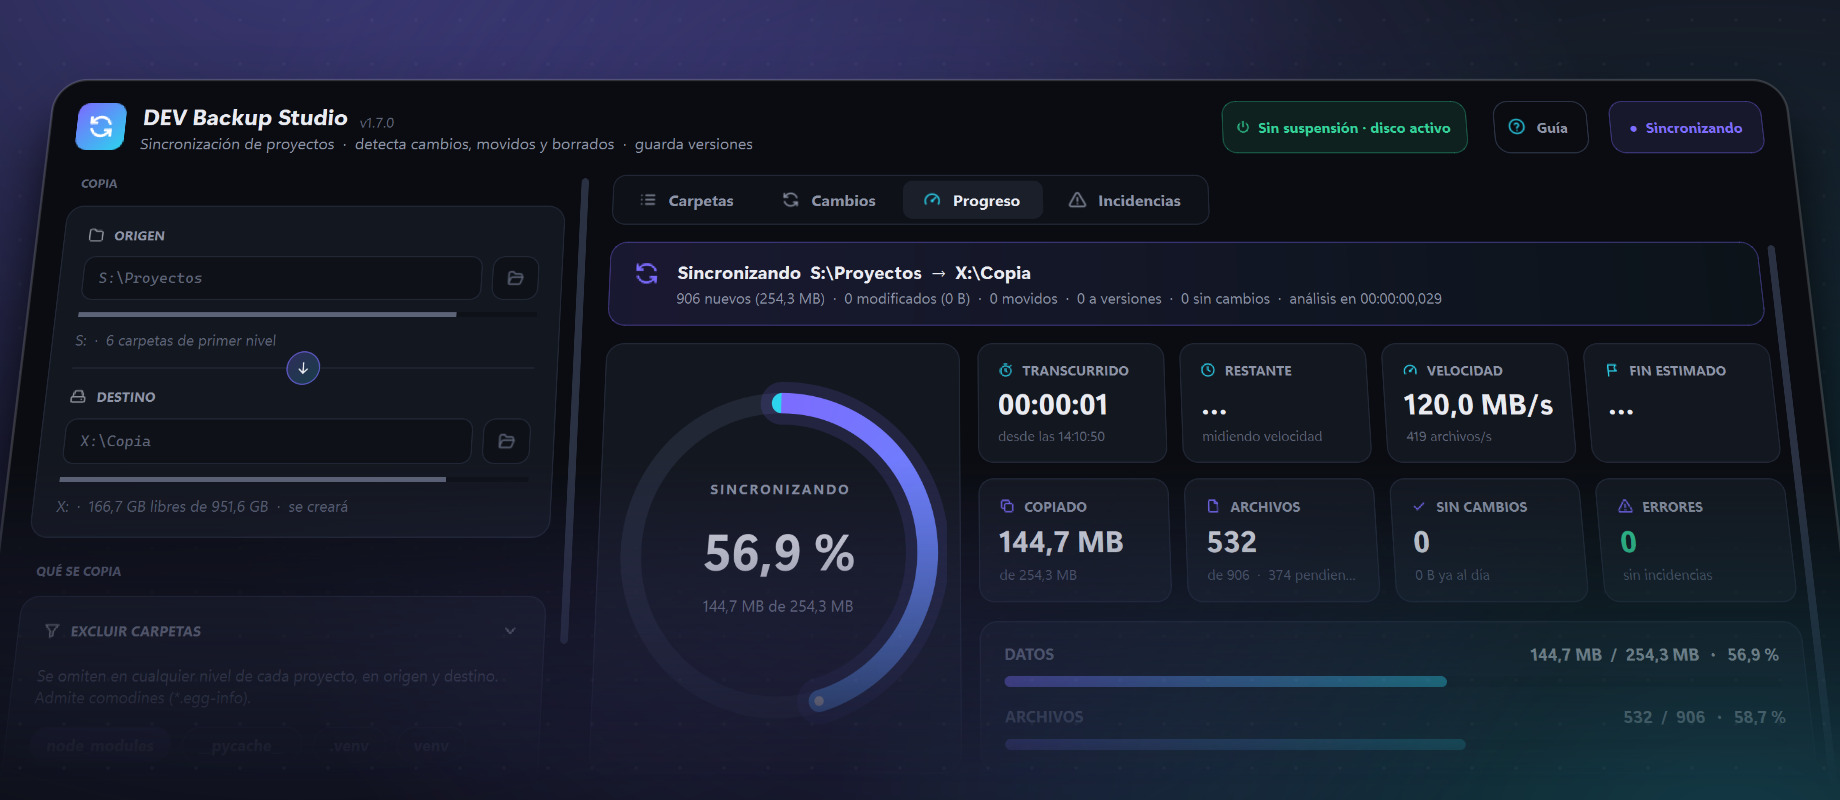 DEV Backup Studio v1.7.0
Sincronización de proyectos · detecta cambios, movidos y borrados · guarda versiones
Sin suspensión · disco activo
Guía
Sincronizando
COPIA
ORIGEN
S:\Proyectos
S: · 6 carpetas de primer nivel
DESTINO
X:\Copia
X: · 166,7 GB libres de 951,6 GB · se creará
QUÉ SE COPIA
EXCLUIR CARPETAS
Se omiten en cualquier nivel de cada proyecto, en origen y destino.
Admite comodines (*.egg-info).
node_modules __pycache__ .venv venv
Carpetas Cambios Progreso Incidencias
Sincronizando S:\Proyectos → X:\Copia
906 nuevos (254,3 MB) · 0 modificados (0 B) · 0 movidos · 0 a versiones · 0 sin cambios · análisis en 00:00:00,029
SINCRONIZANDO
56,9 %
144,7 MB de 254,3 MB
TRANSCURRIDO
00:00:01
desde las 14:10:50
RESTANTE
...
midiendo velocidad
VELOCIDAD
120,0 MB/s
419 archivos/s
FIN ESTIMADO
...
COPIADO
144,7 MB
de 254,3 MB
ARCHIVOS
532
de 906 · 374 pendien...
SIN CAMBIOS
0
0 B ya al día
ERRORES
0
sin incidencias
DATOS
144,7 MB / 254,3 MB · 56,9 %
ARCHIVOS
532 / 906 · 58,7 %